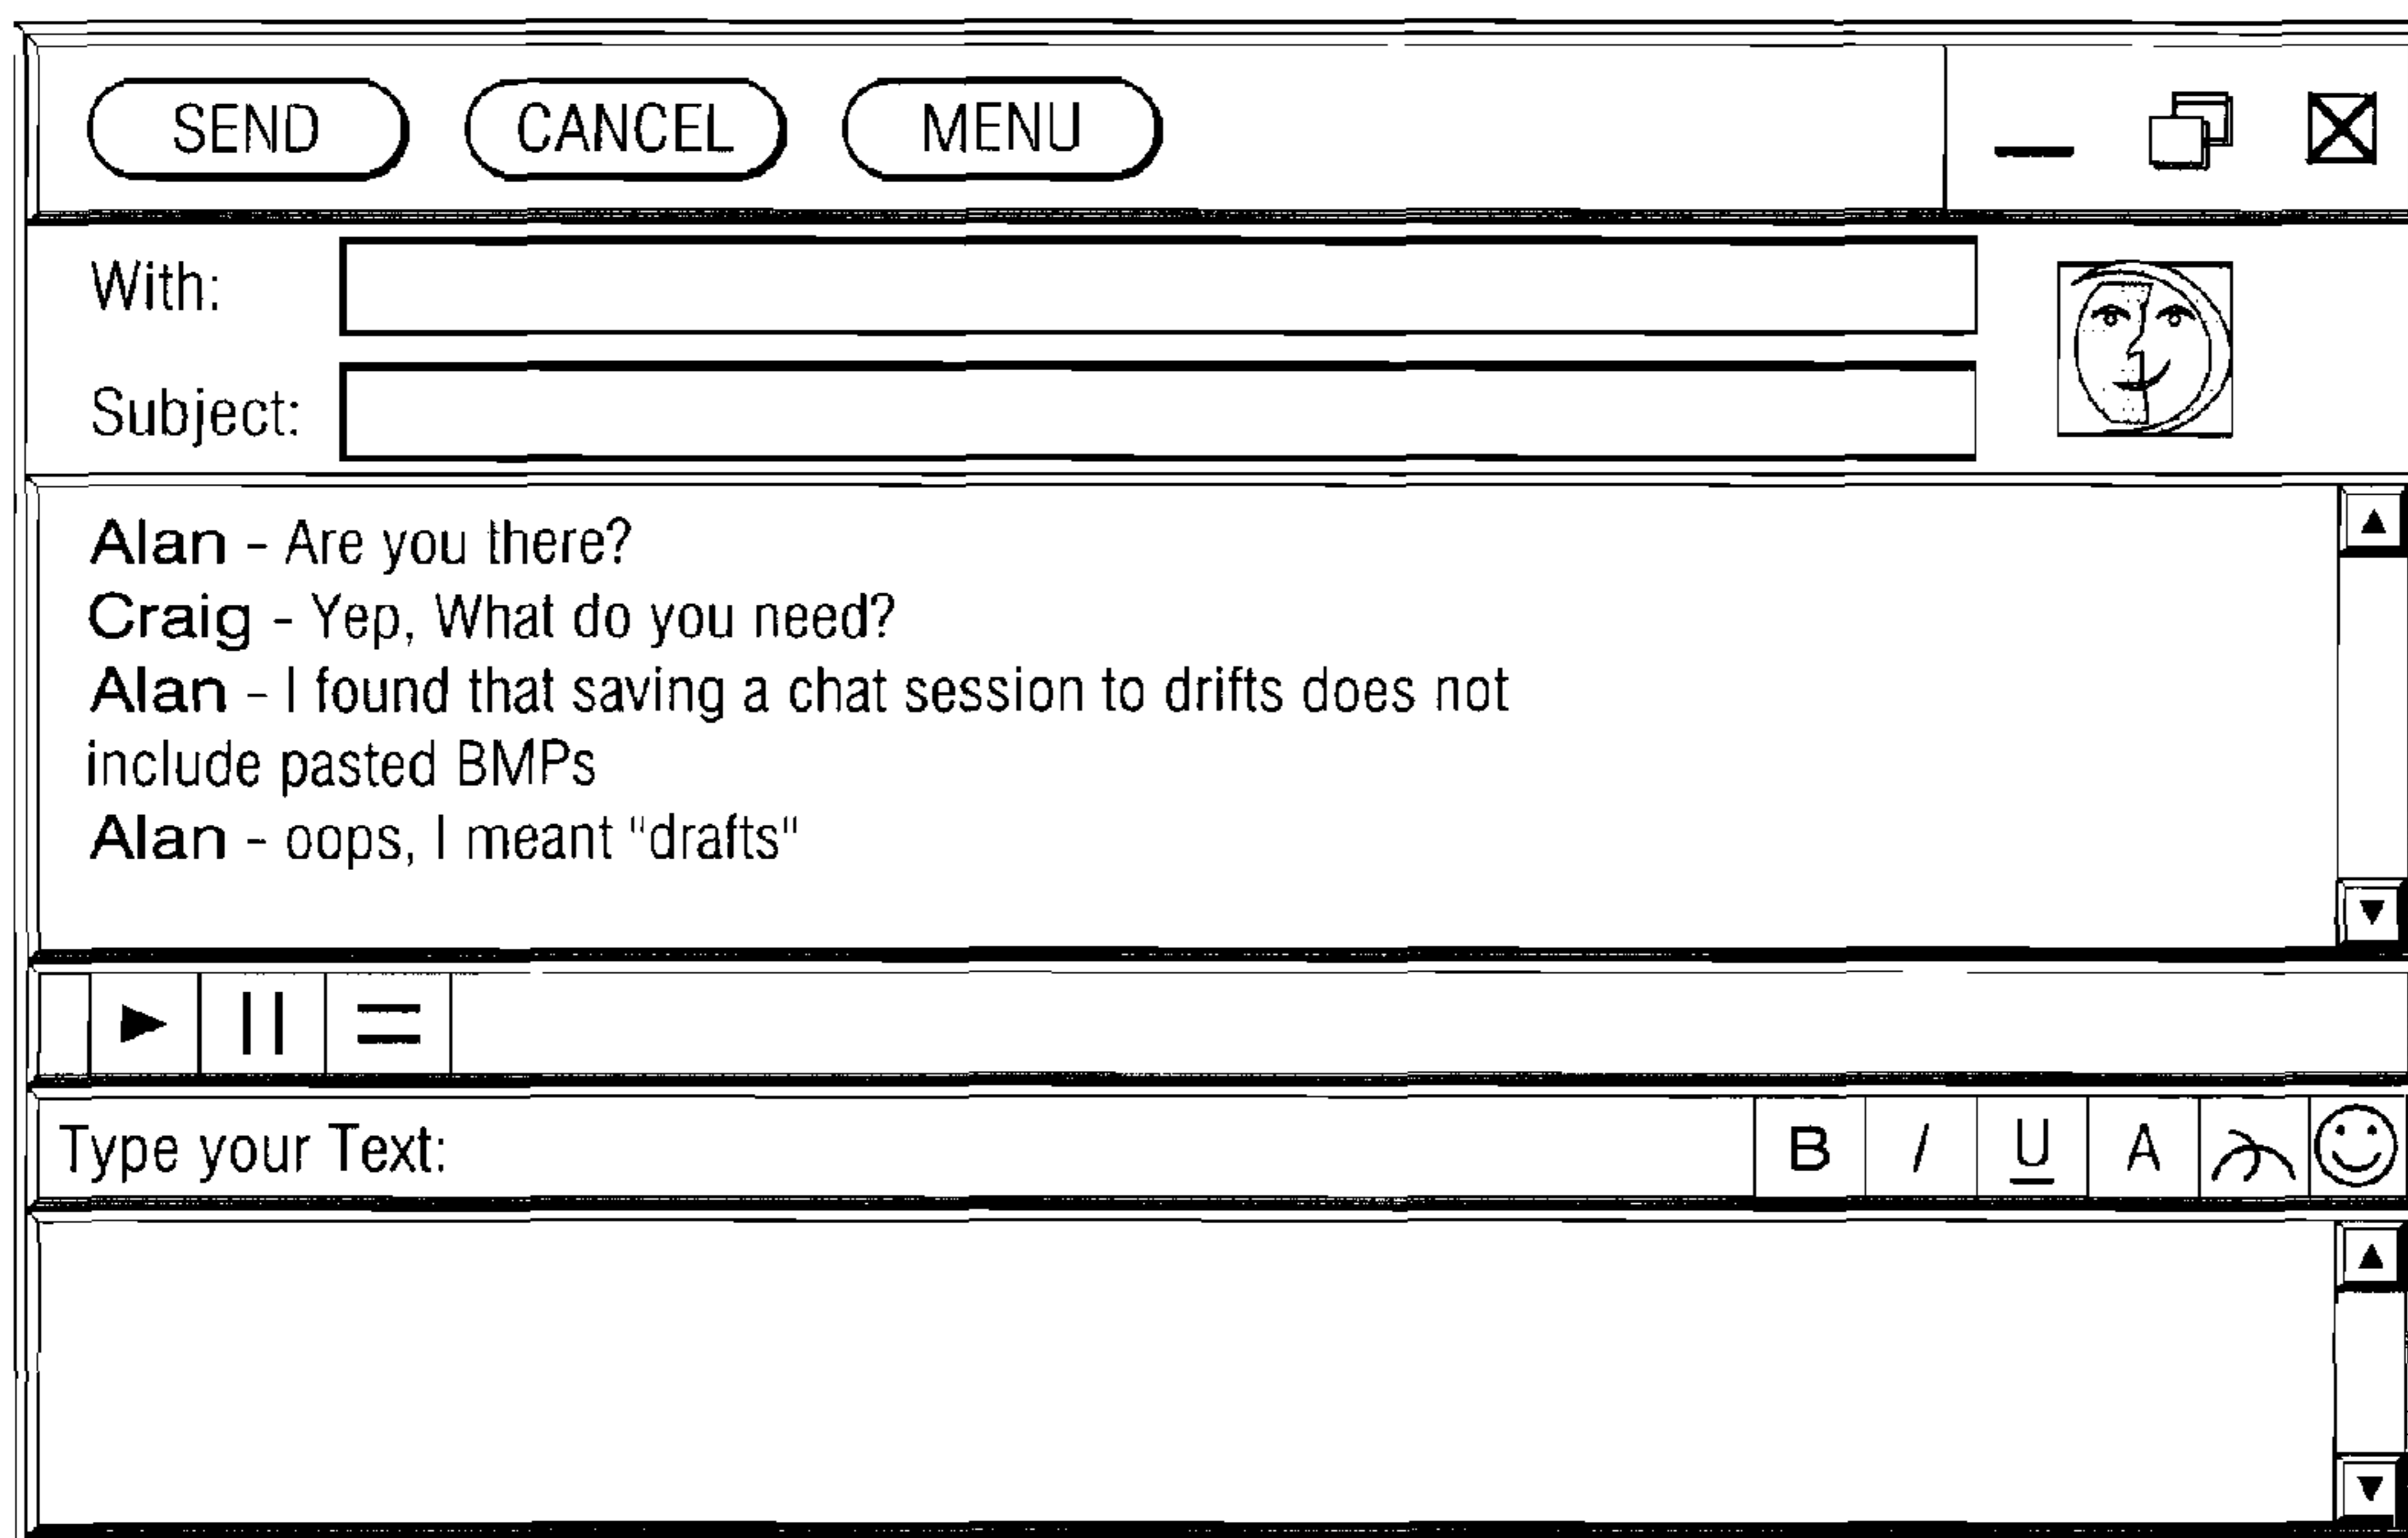 SEND CANCEL MENU
With:
Subject:
Alan - Are you there?
Craig - Yep, What do you need?
Alan - I found that saving a chat session to drifts does not
include pasted BMPs
Alan - oops, I meant "drafts"
Type your Text: B I U A